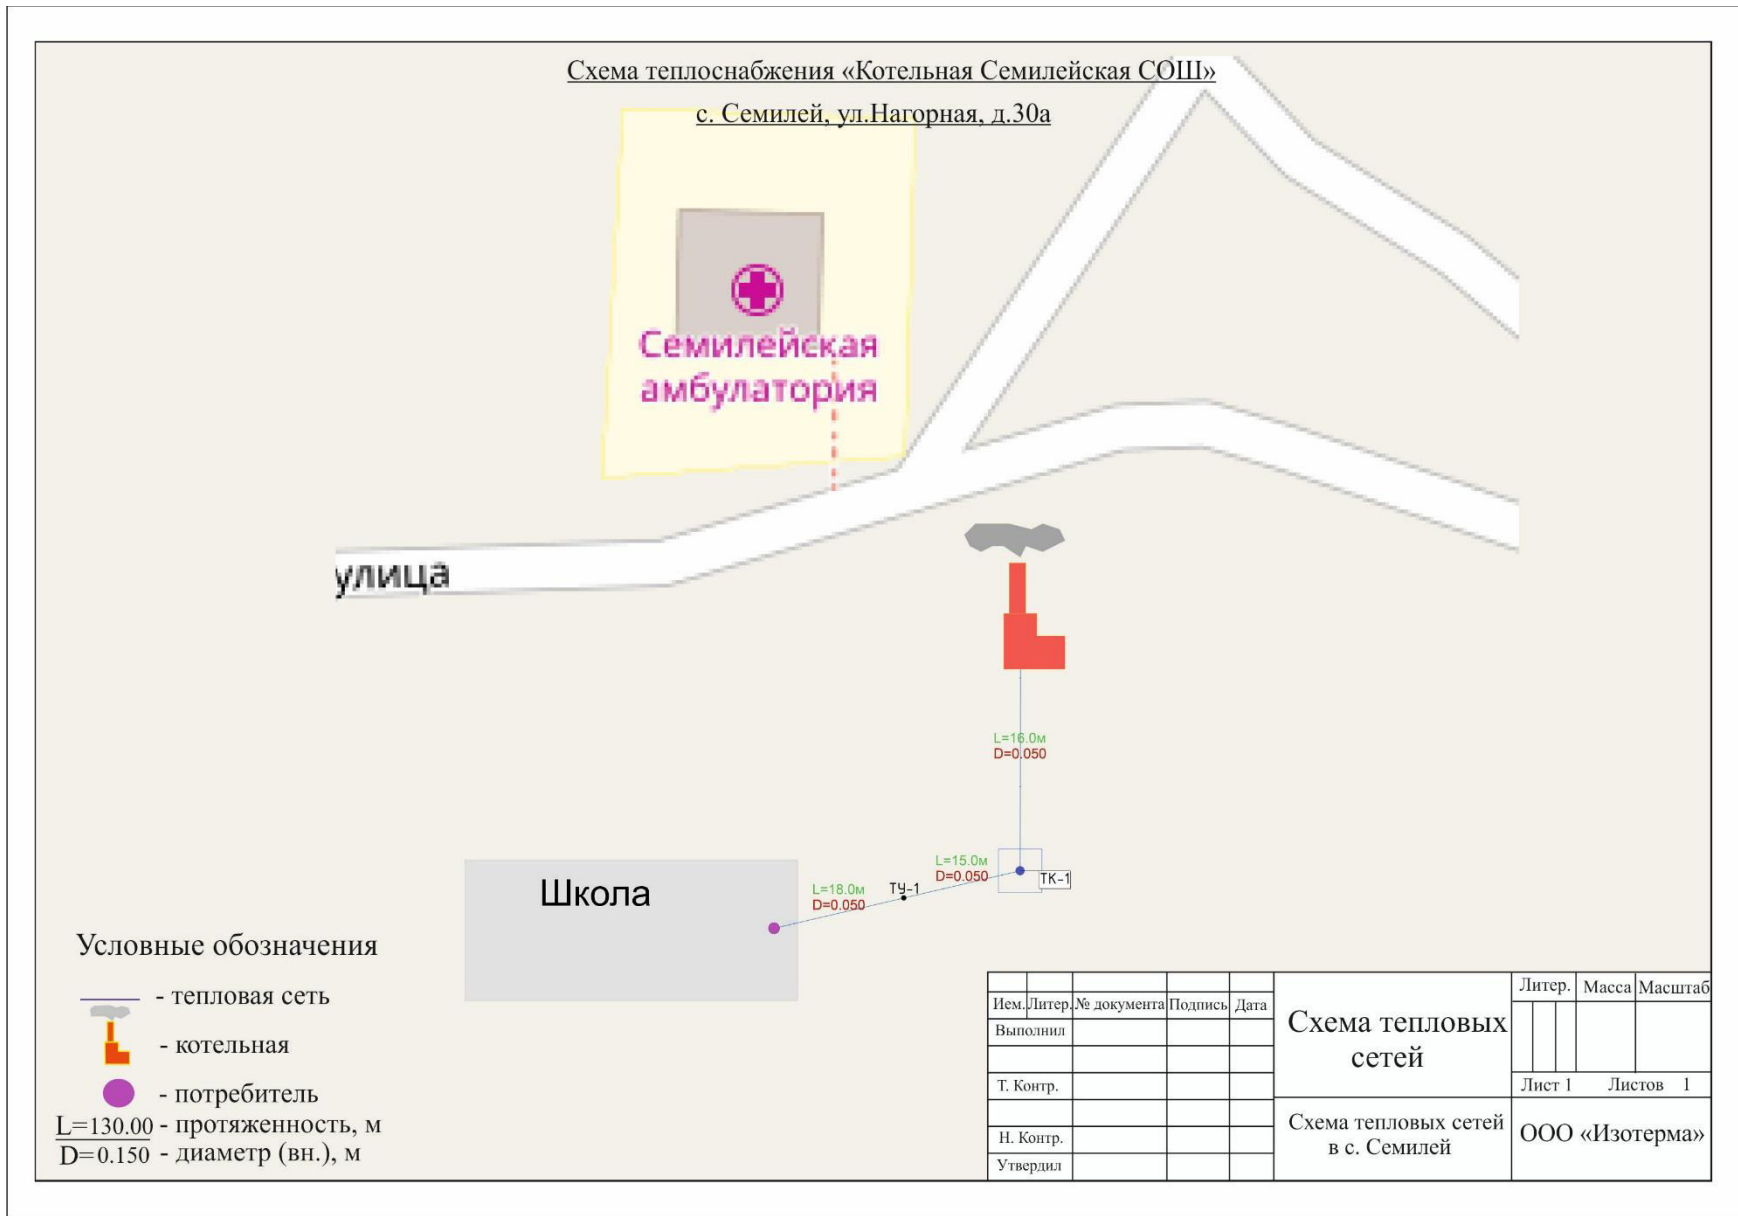 Схема теплоснабжения «Котельная Семилейская СОШ»
с. Семилей, ул.Нагорная, д.30а
Семилейская
амбулатория
улица
L=16.0м
D=0.050
L=15.0м
D=0.050
ТК-1
L=18.0м
D=0.050
ТУ-1
Школа
Условные обозначения
- тепловая сеть
- котельная
- потребитель
L=130.00 - протяженность, м
D=0.150 - диаметр (вн.), м
Ием. Литер. № документа Подпись Дата
Выполнил
Т. Контр.
Н. Контр.
Утвердил
Схема тепловых
сетей
Схема тепловых сетей
в с. Семилей
Литер. Масса Масштаб
Лист 1 Листов 1
ООО «Изотерма»